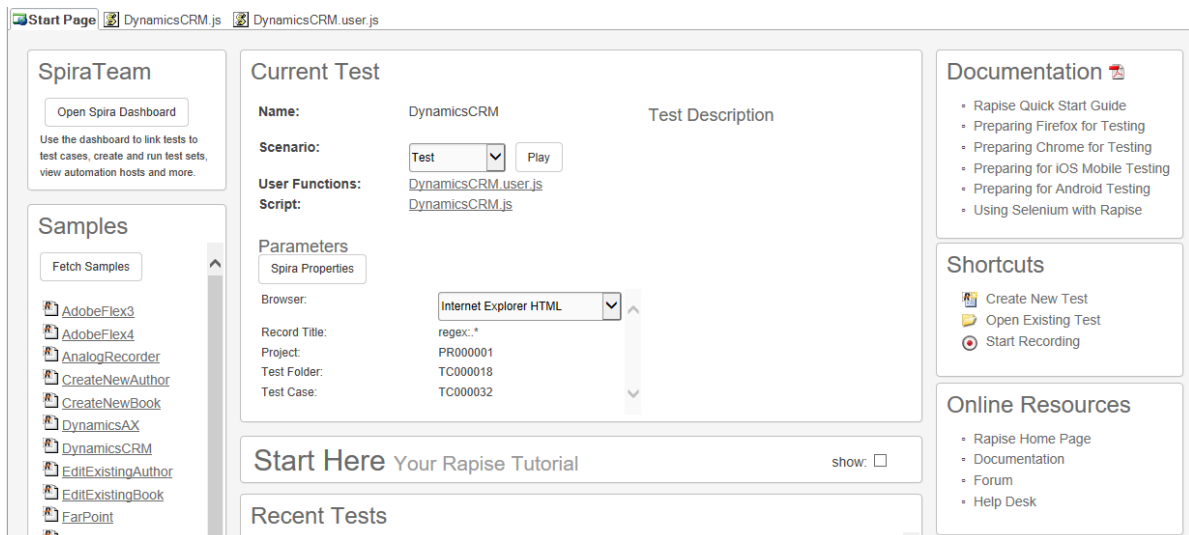 Start Page DynamicsCRM.js DynamicsCRM.user.js
SpiraTeam
Open Spira Dashboard
Use the dashboard to link tests to
test cases, create and run test sets,
view automation hosts and more.
Samples
Fetch Samples
AdobeFlex3
AdobeFlex4
AnalogRecorder
CreateNewAuthor
CreateNewBook
DynamicsAX
DynamicsCRM
EditExistingAuthor
EditExistingBook
FarPoint
Current Test
Name: DynamicsCRM
Test Description
Scenario: Test Play
User Functions: DynamicsCRM.user.js
Script: DynamicsCRM.js
Parameters
Spira Properties
Browser: Internet Explorer HTML
Record Title: regex:.*
Project: PR000001
Test Folder: TC000018
Test Case: TC000032
Start Here Your Rapise Tutorial show:
Recent Tests
Documentation
Rapise Quick Start Guide
Preparing Firefox for Testing
Preparing Chrome for Testing
Preparing for iOS Mobile Testing
Preparing for Android Testing
Using Selenium with Rapise
Shortcuts
Create New Test
Open Existing Test
Start Recording
Online Resources
Rapise Home Page
Documentation
Forum
Help Desk